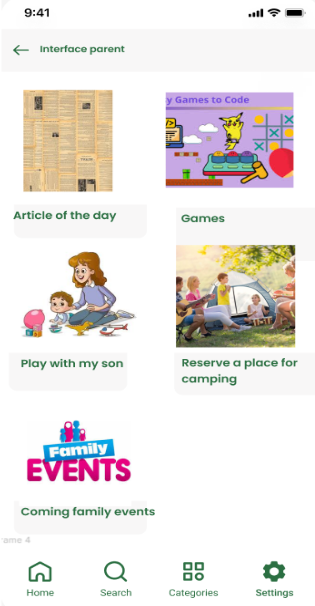 9:41
Interface parent
y Games to Code
Article of the day
Games
Play with my son
Reserve a place for
camping
Family
EVENTS
Coming family events
ame 4
Home
Search
Categories
Settings